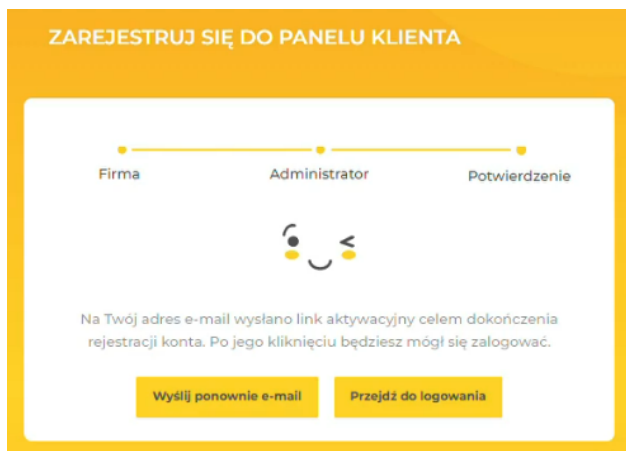 ZAREJESTRUJ SIĘ DO PANELU KLIENTA
Firma
Administrator
Potwierdzenie
Na Twój adres e-mail wysłano link aktywacyjny celem dokończenia
rejestracji konta. Po jego kliknięciu będziesz mógł się zalogować.
Wyślij ponownie e-mail
Przejdź do logowania